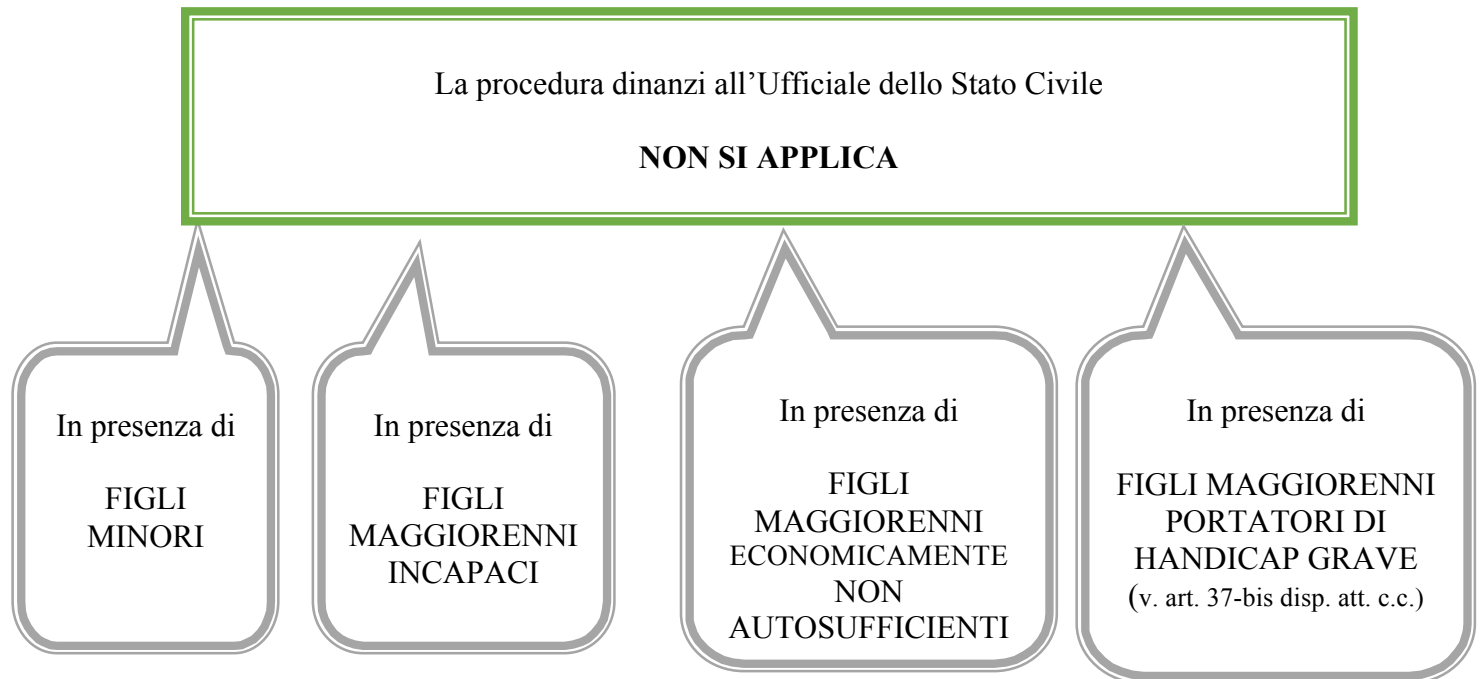 La procedura dinanzi all’Ufficiale dello Stato Civile
NON SI APPLICA
In presenza di
FIGLI
MINORI
In presenza di
FIGLI
MAGGIORENNI
INCAPACI
In presenza di
FIGLI
MAGGIORENNI
ECONOMICAMENTE
NON
AUTOSUFFICIENTI
In presenza di
FIGLI MAGGIORENNI
PORTATORI DI
HANDICAP GRAVE
(v. art. 37-bis disp. att. c.c.)